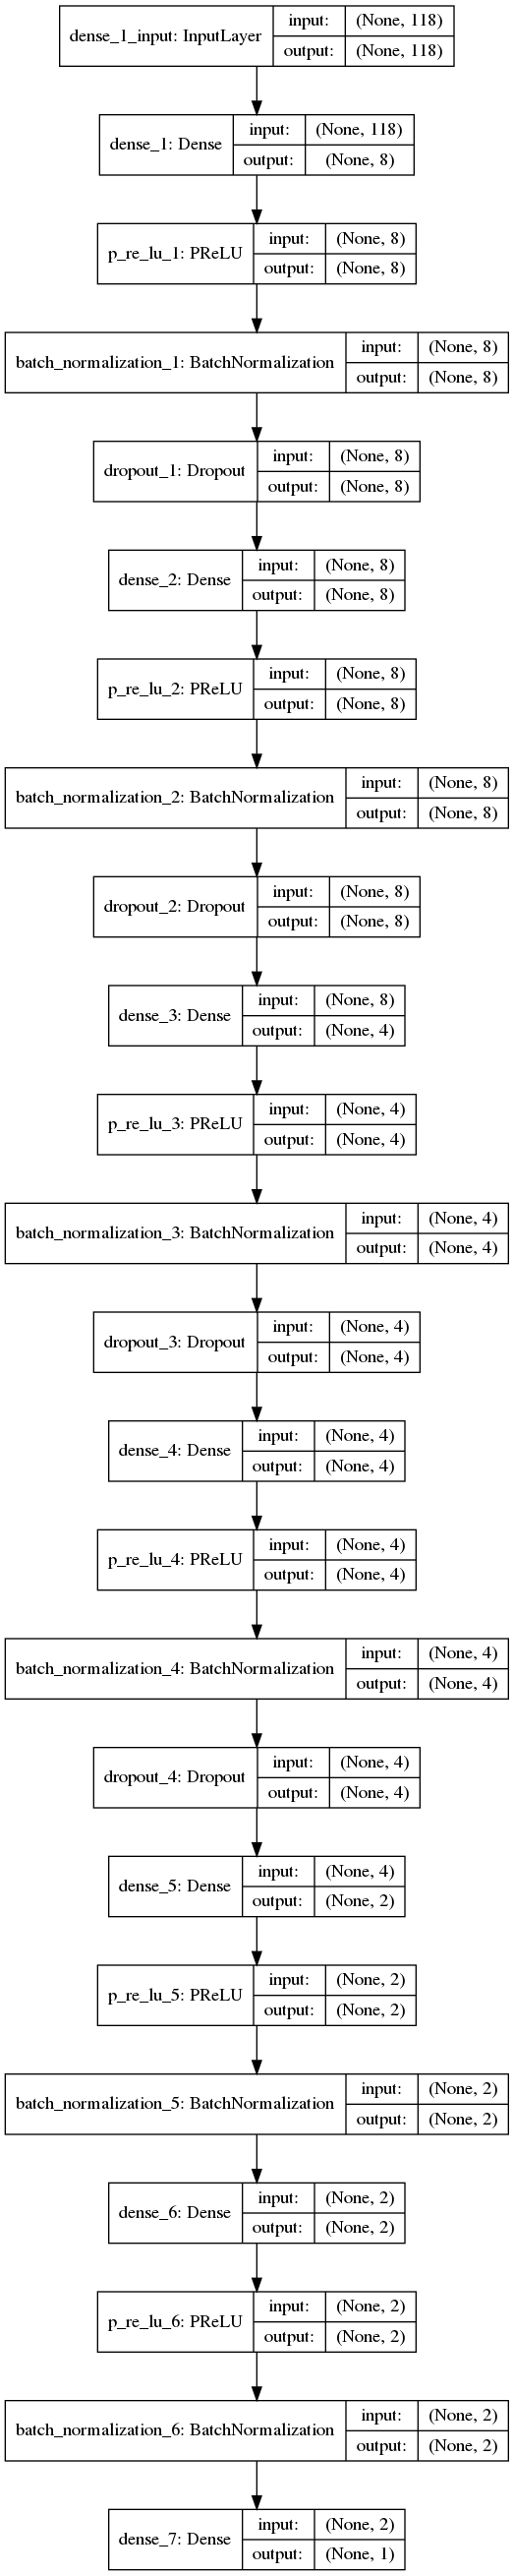 dense_1_input: InputLayer input: (None, 118)
output: (None, 118)
dense_1: Dense input: (None, 118)
output: (None, 8)
p_re_lu_1: PReLU input: (None, 8)
output: (None, 8)
batch_normalization_1: BatchNormalization input: (None, 8)
output: (None, 8)
dropout_1: Dropout input: (None, 8)
output: (None, 8)
dense_2: Dense input: (None, 8)
output: (None, 8)
p_re_lu_2: PReLU input: (None, 8)
output: (None, 8)
batch_normalization_2: BatchNormalization input: (None, 8)
output: (None, 8)
dropout_2: Dropout input: (None, 8)
output: (None, 8)
dense_3: Dense input: (None, 8)
output: (None, 4)
p_re_lu_3: PReLU input: (None, 4)
output: (None, 4)
batch_normalization_3: BatchNormalization input: (None, 4)
output: (None, 4)
dropout_3: Dropout input: (None, 4)
output: (None, 4)
dense_4: Dense input: (None, 4)
output: (None, 4)
p_re_lu_4: PReLU input: (None, 4)
output: (None, 4)
batch_normalization_4: BatchNormalization input: (None, 4)
output: (None, 4)
dropout_4: Dropout input: (None, 4)
output: (None, 4)
dense_5: Dense input: (None, 4)
output: (None, 2)
p_re_lu_5: PReLU input: (None, 2)
output: (None, 2)
batch_normalization_5: BatchNormalization input: (None, 2)
output: (None, 2)
dense_6: Dense input: (None, 2)
output: (None, 2)
p_re_lu_6: PReLU input: (None, 2)
output: (None, 2)
batch_normalization_6: BatchNormalization input: (None, 2)
output: (None, 2)
dense_7: Dense input: (None, 2)
output: (None, 1)